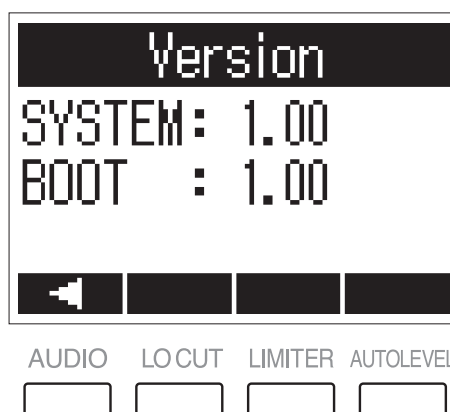 Version
SYSTEM: 1.00
BOOT : 1.00
AUDIO LO CUT LIMITER AUTOLEVEL